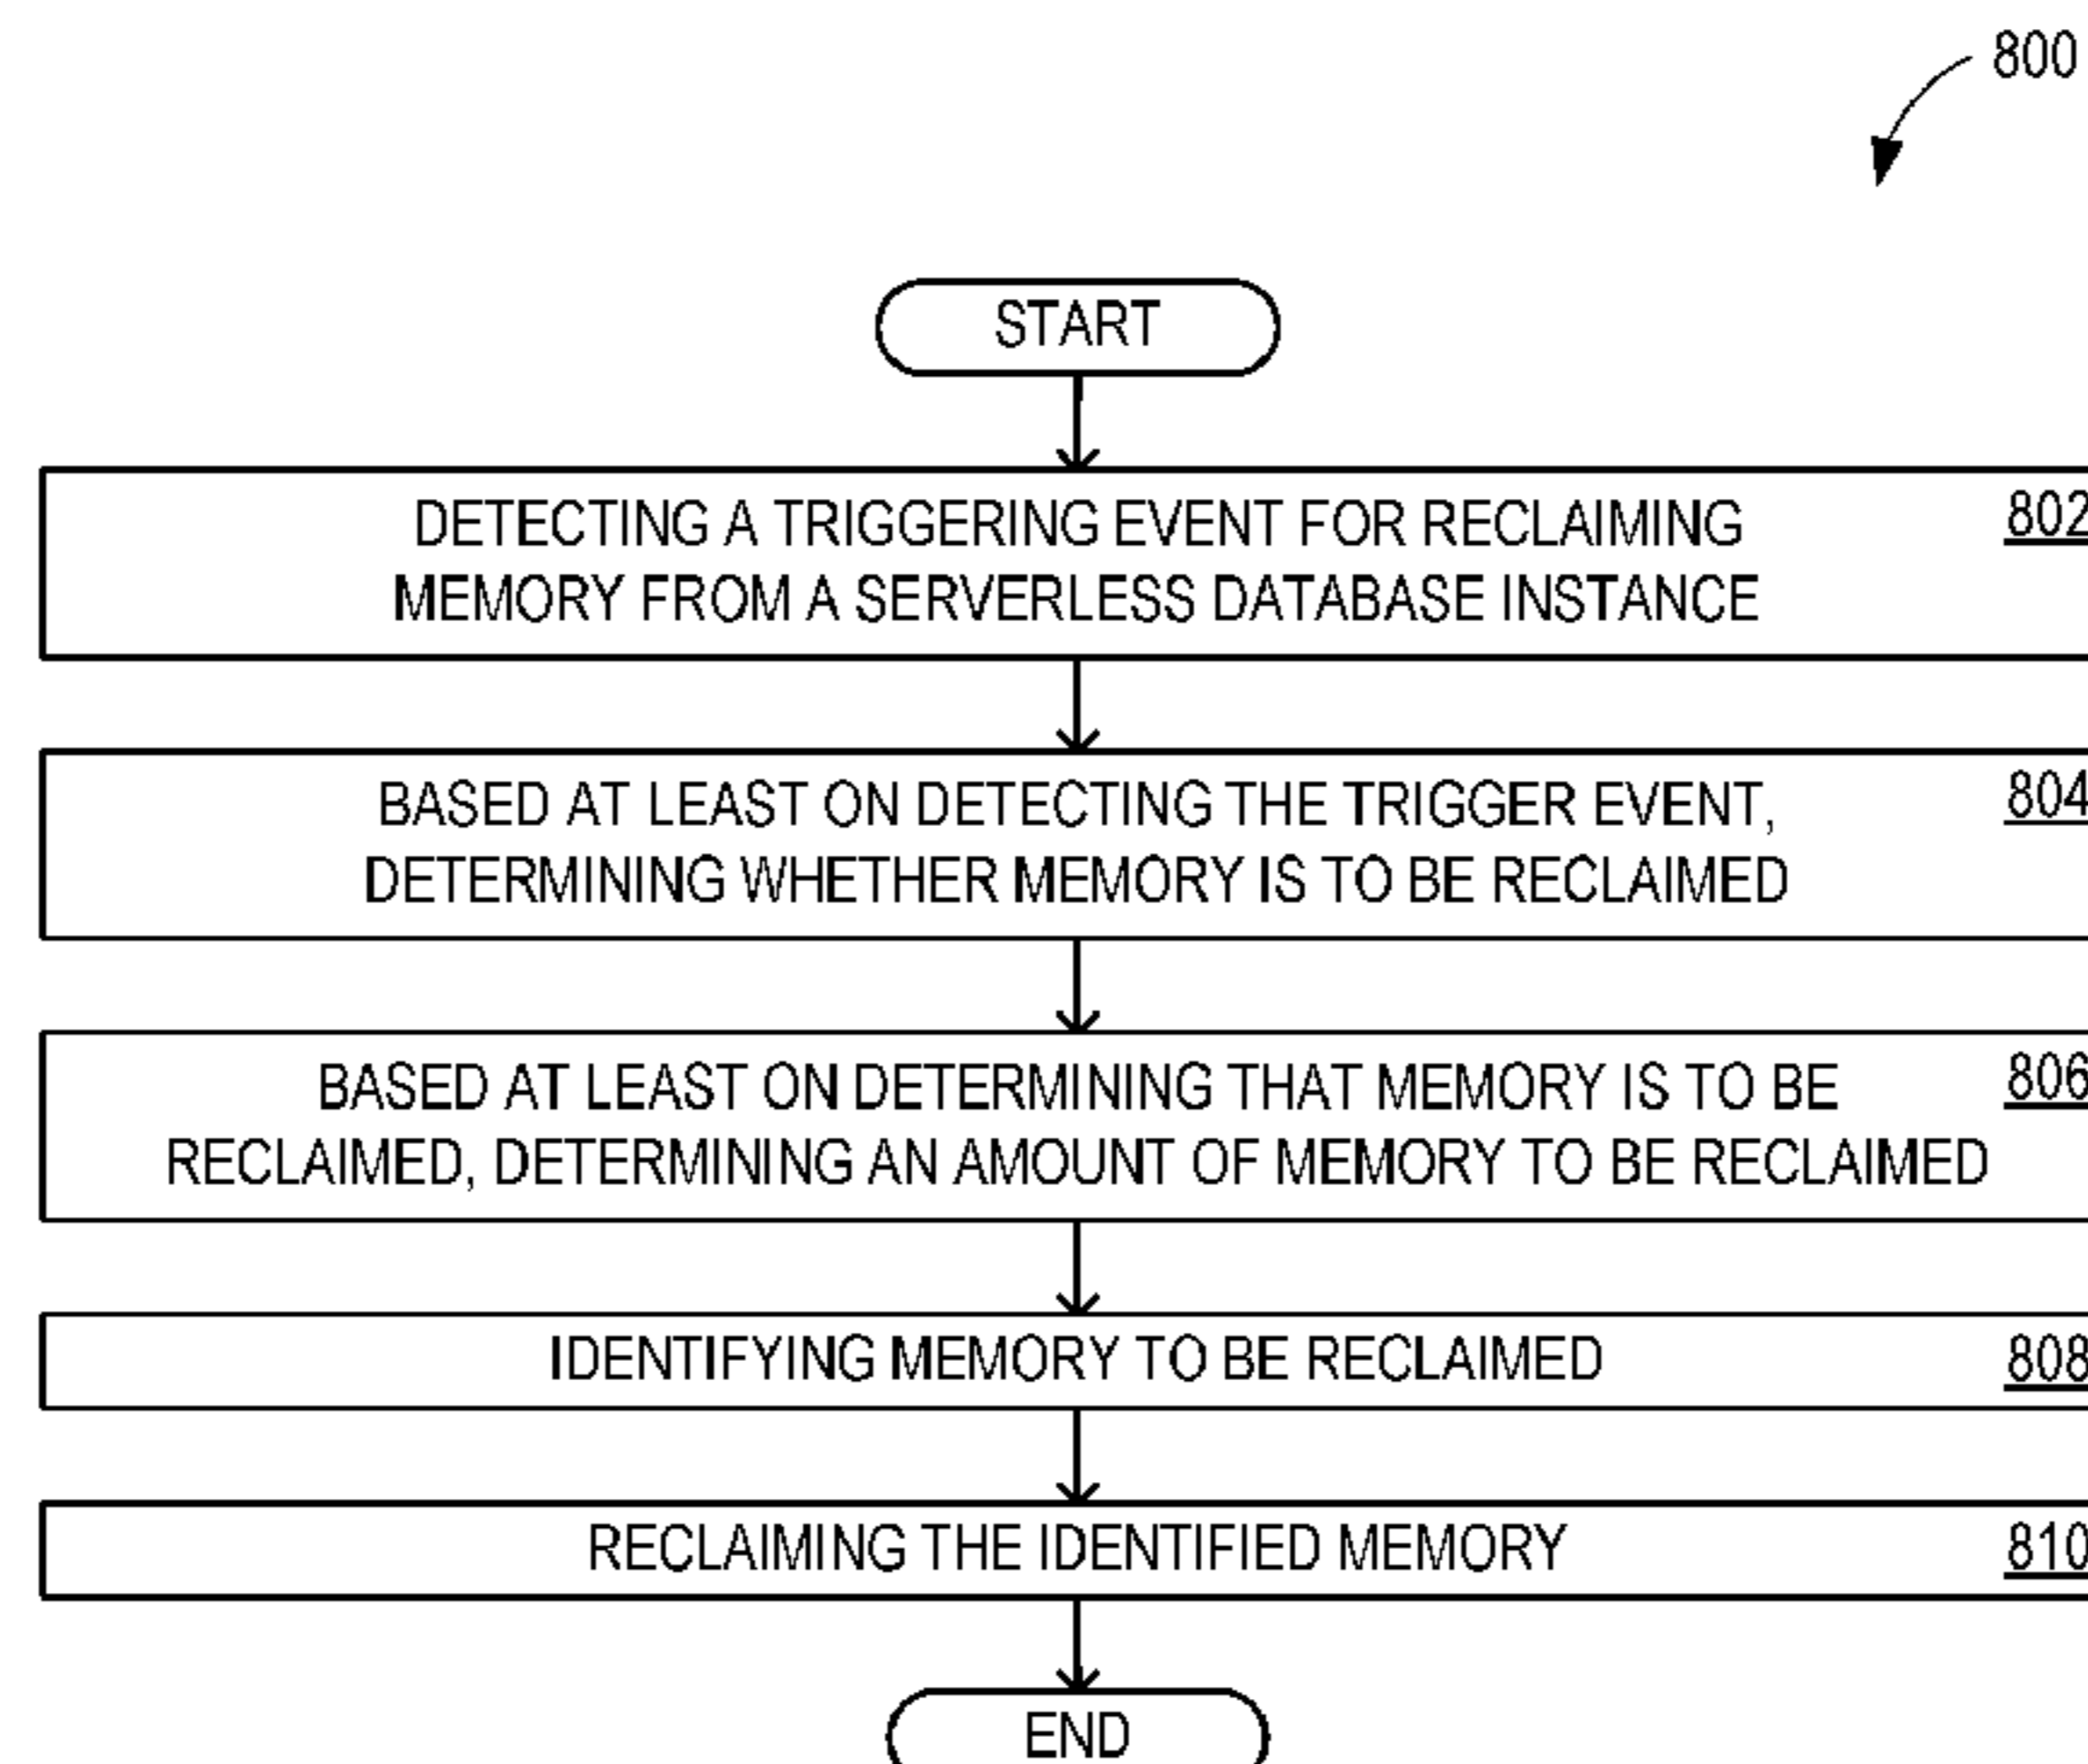 800
START
DETECTING A TRIGGERING EVENT FOR RECLAIMING
802
MEMORY FROM A SERVERLESS DATABASE INSTANCE
BASED AT LEAST ON DETECTING THE TRIGGER EVENT,
804
DETERMINING WHETHER MEMORY IS TO BE RECLAIMED
BASED AT LEAST ON DETERMINING THAT MEMORY IS TO BE
806
RECLAIMED, DETERMINING AN AMOUNT OF MEMORY TO BE RECLAIMED
IDENTIFYING MEMORY TO BE RECLAIMED
808
RECLAIMING THE IDENTIFIED MEMORY
810
END